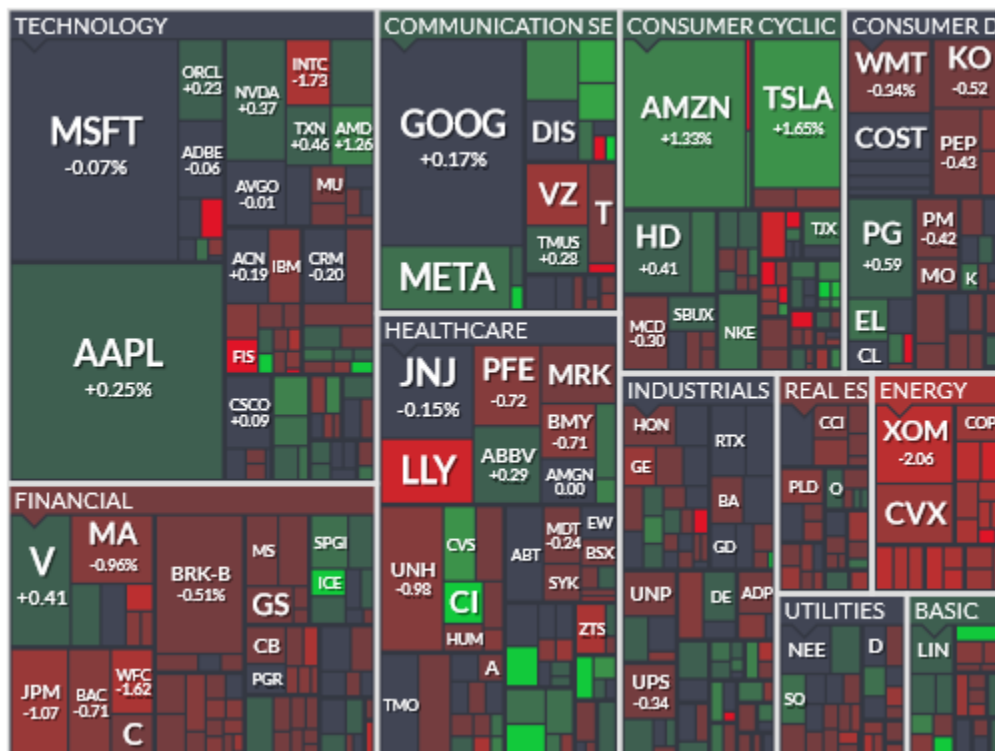 TECHNOLOGY
MSFT
-0.07%
ORCL
+0.23
ADBE
-0.06
NVDA
+0.37
INTC
-1.73
TXN
+0.46
AMD
+1.26
AVGO
-0.01
MU
ACN
+0.19
IBM
CRM
-0.20
AAPL
+0.25%
FIS
CSCO
+0.09
COMMUNICATION SE
GOOG
+0.17%
DIS
VZ
T
TMUS
+0.28
META
CONSUMER CYCLIC
AMZN
+1.33%
TSLA
+1.65%
HD
+0.41
TJX
MCD
-0.30
SBUX
NKE
CONSUMER D
WMT
-0.34%
KO
-0.52
COST
PEP
-0.43
PG
+0.59
PM
-0.42
MO
K
EL
CL
FINANCIAL
V
+0.41
MA
-0.96%
BRK-B
-0.51%
MS
SPGI
ICE
GS
CB
PGR
JPM
-1.07
BAC
-0.71
WFC
-1.62
C
HEALTHCARE
JNJ
-0.15%
PFE
-0.72
MRK
LLY
ABBV
+0.29
BMY
-0.71
AMGN
0.00
UNH
-0.98
CVS
CI
HUM
ABT
MDT
-0.24
EW
BSX
SYK
ZTS
TMO
A
INDUSTRIALS
HON
RTX
GE
BA
GD
UNP
DE
ADP
UPS
-0.34
REAL ES
CCI
PLD
O
ENERGY
XOM
-2.06
COP
CVX
UTILITIES
NEE
D
SO
BASIC
LIN